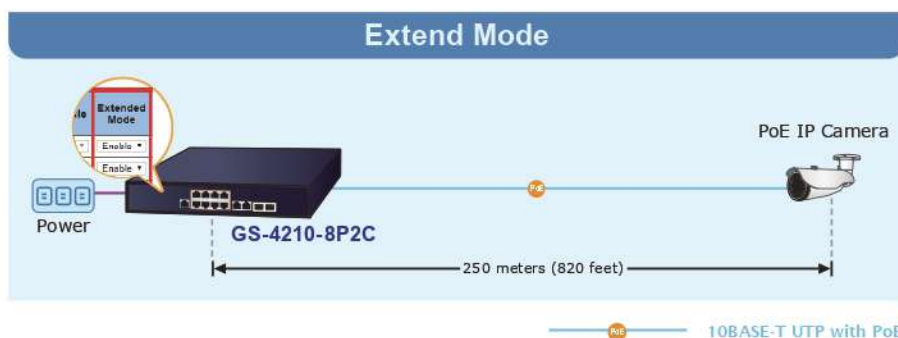 Extend Mode
Extended
Mode
Enable
Enable
PoE IP Camera
Power
GS-4210-8P2C
PoE
250 meters (820 feet)
PoE
10BASE-T UTP with PoE